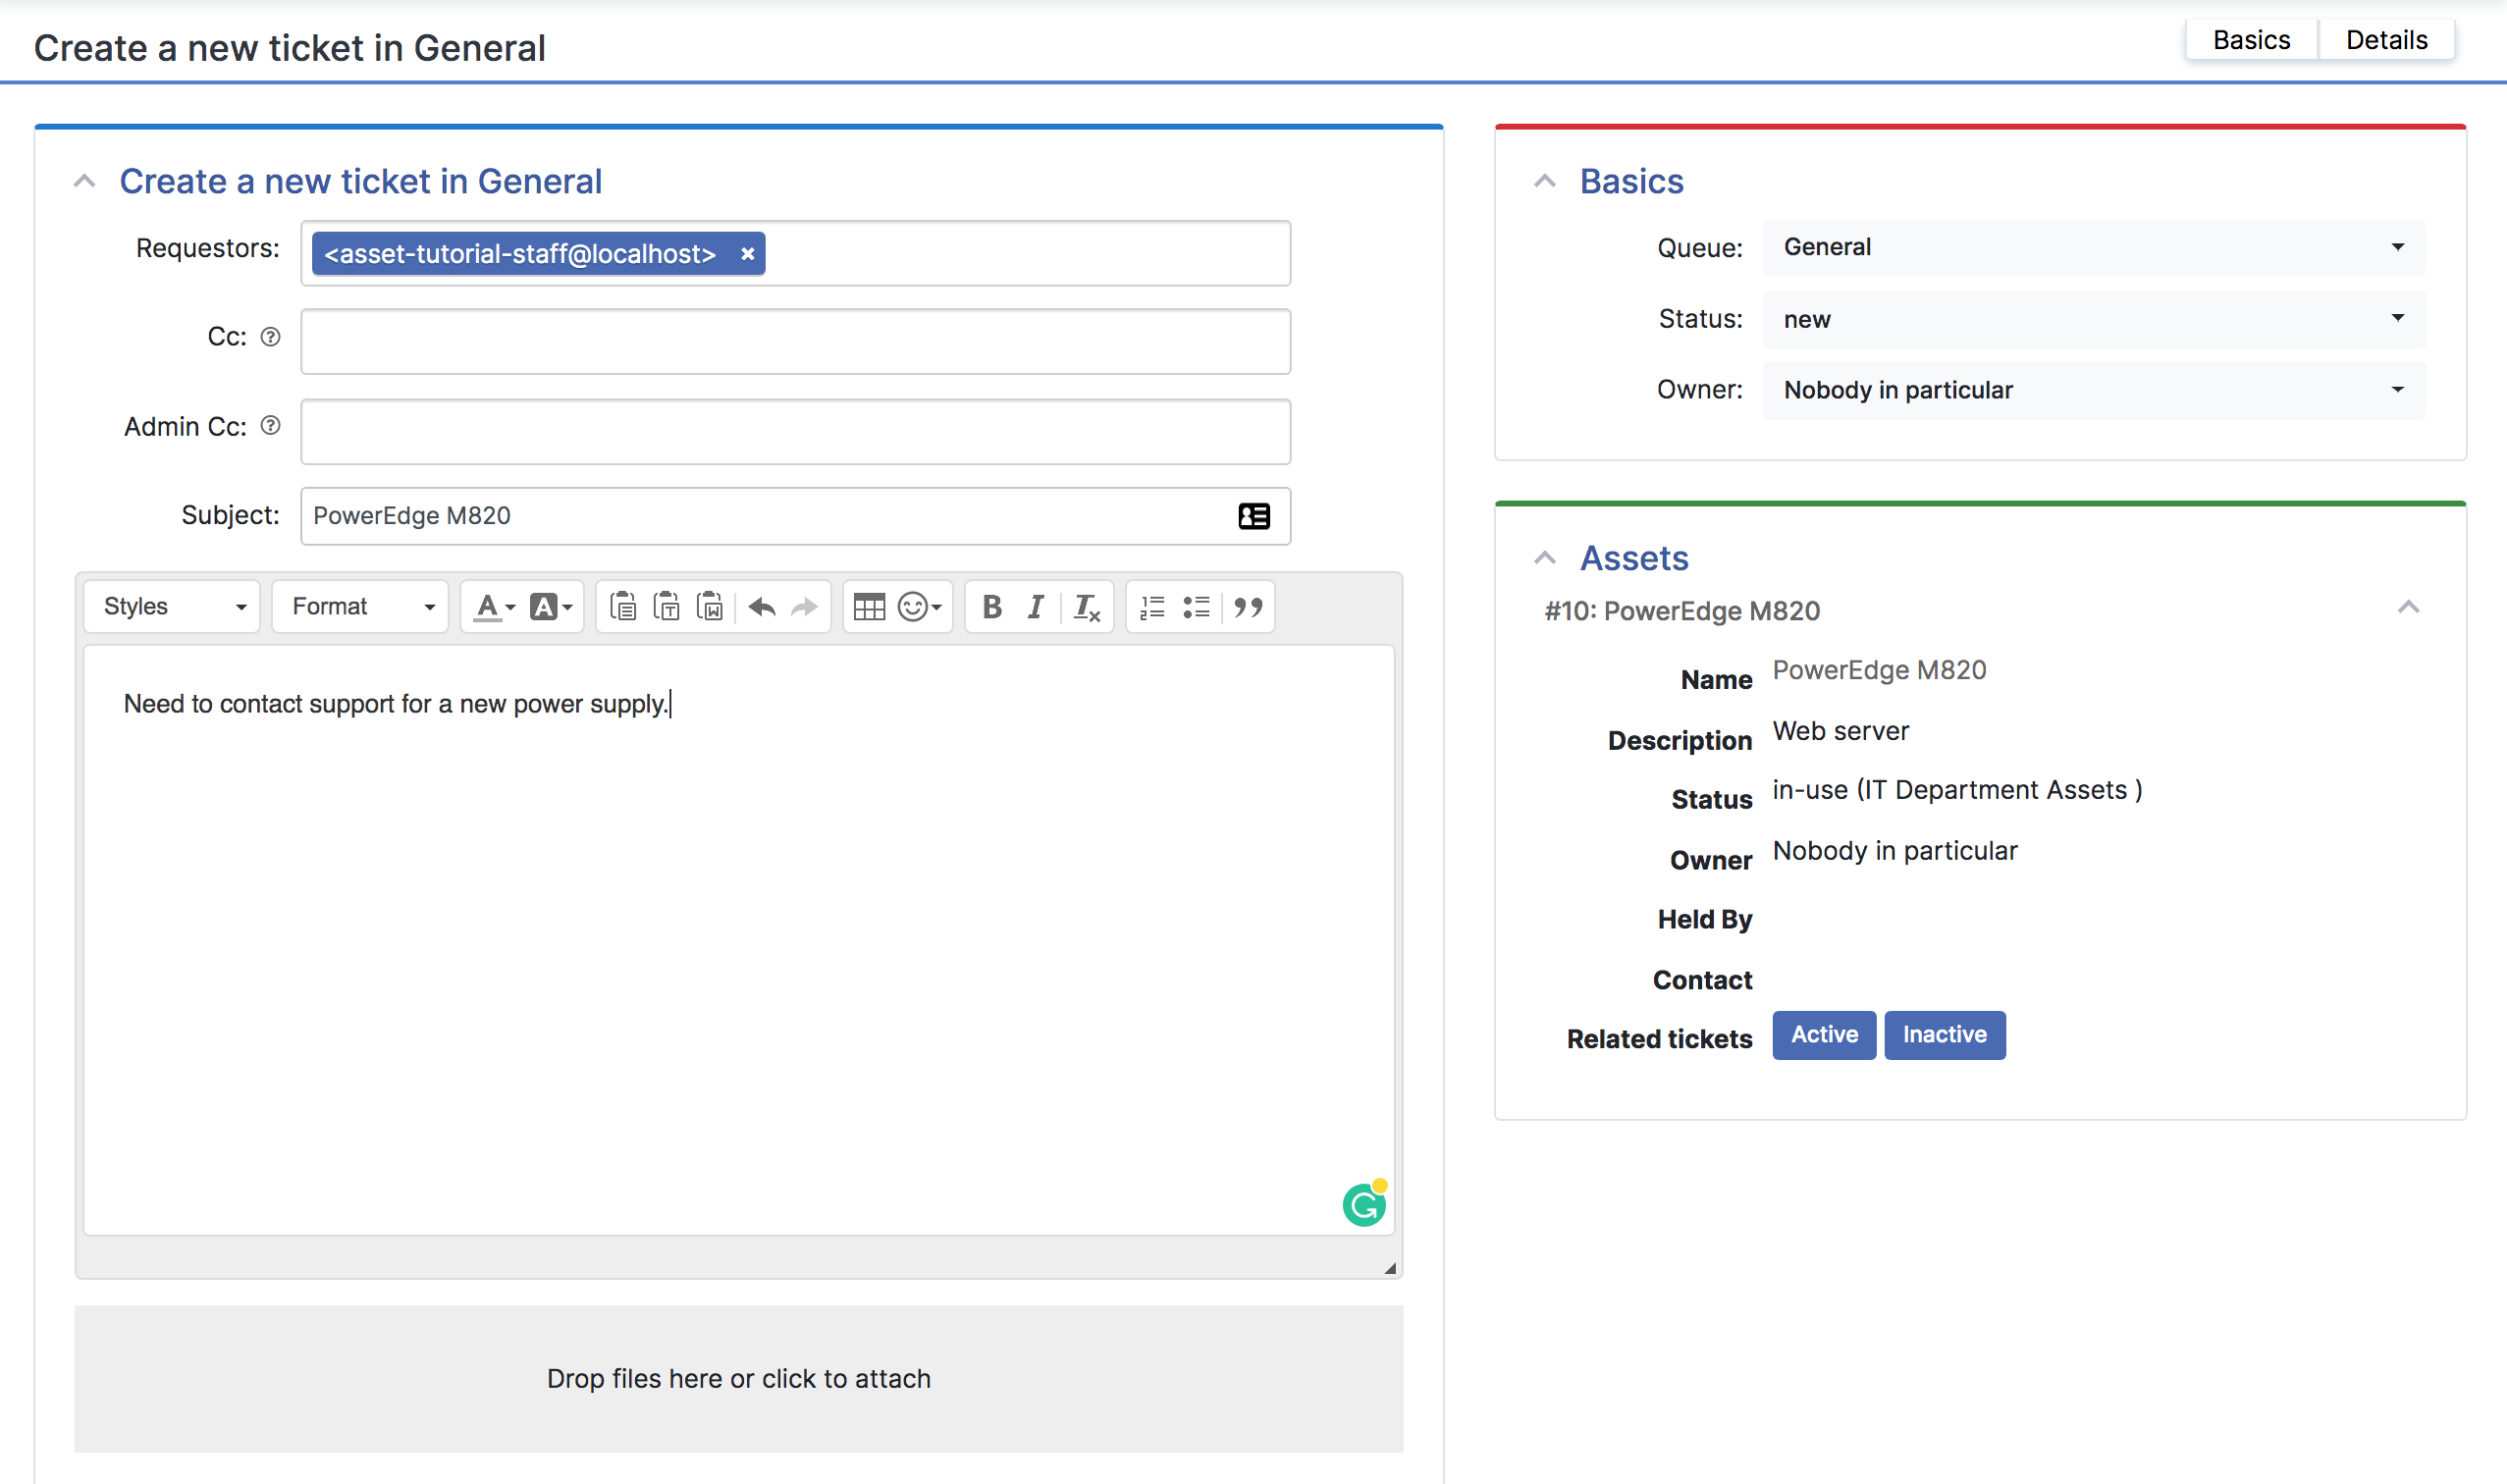 Create a new ticket in General
Basics
Details
Create a new ticket in General
Requestors: <asset-tutorial-staff@localhost> ×
Cc: ?
Admin Cc: ?
Subject: PowerEdge M820
Styles
Format
Need to contact support for a new power supply.
Drop files here or click to attach
Basics
Queue: General
Status: new
Owner: Nobody in particular
Assets
#10: PowerEdge M820
Name PowerEdge M820
Description Web server
Status in-use (IT Department Assets )
Owner Nobody in particular
Held By
Contact
Related tickets Active Inactive